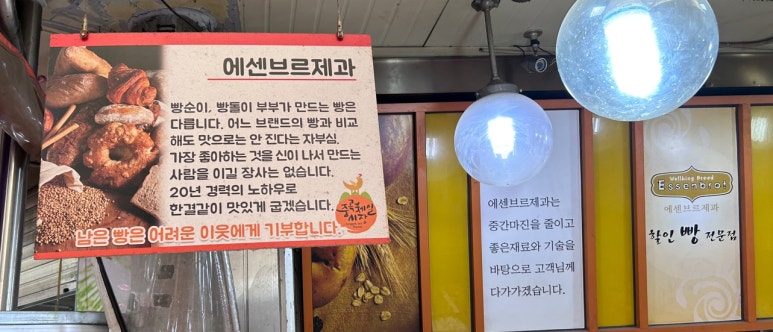 에센브르제과
빵순이, 빵돌이 부부가 만드는 빵은
다릅니다. 어느 브랜드의 빵과 비교
해도 맛으로는 안 진다는 자부심.
가장 좋아하는 것을 신이 나서 만드는
사람을 이길 장사는 없습니다.
20년 경력의 노하우로
한결같이 맛있게 굽겠습니다.
남은 빵은 어려운 이웃에게 기부합니다.
중곡제일
시장
에센브르제과는
중간마진을 줄이고
좋은재료와 기술을
바탕으로 고객님께
다가가겠습니다.
Wellbing Bread
Essenbrot
에센브르제과
할인 빵 전문점